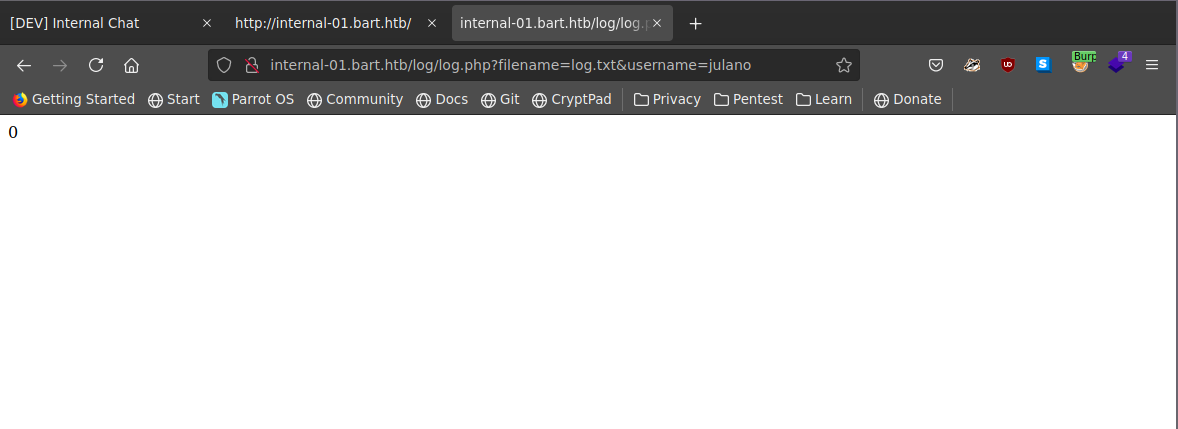 [DEV] Internal Chat
http://internal-01.bart.htb/
internal-01.bart.htb/log/log.p
internal-01.bart.htb/log/log.php?filename=log.txt&username=julano
Burp
4
Getting Started Start Parrot OS Community Docs Git CryptPad Privacy Pentest Learn Donate
0